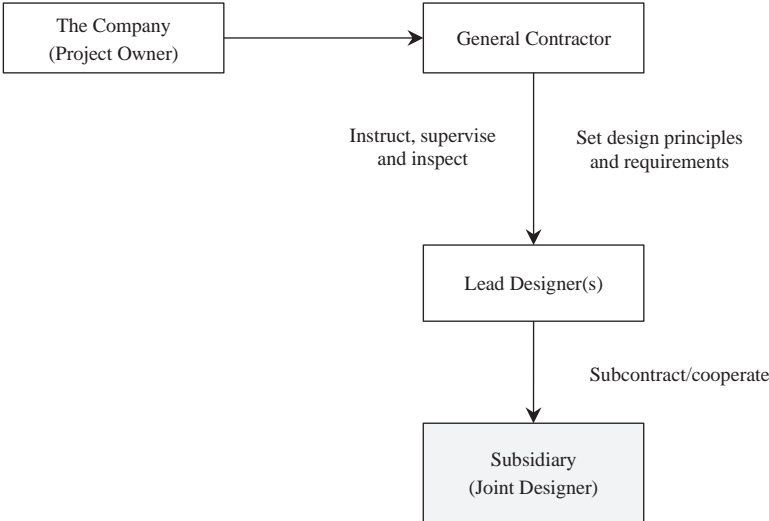 The Company
(Project Owner)
General Contractor
Instruct, supervise
and inspect
Set design principles
and requirements
Lead Designer(s)
Subcontract/cooperate
Subsidiary
(Joint Designer)